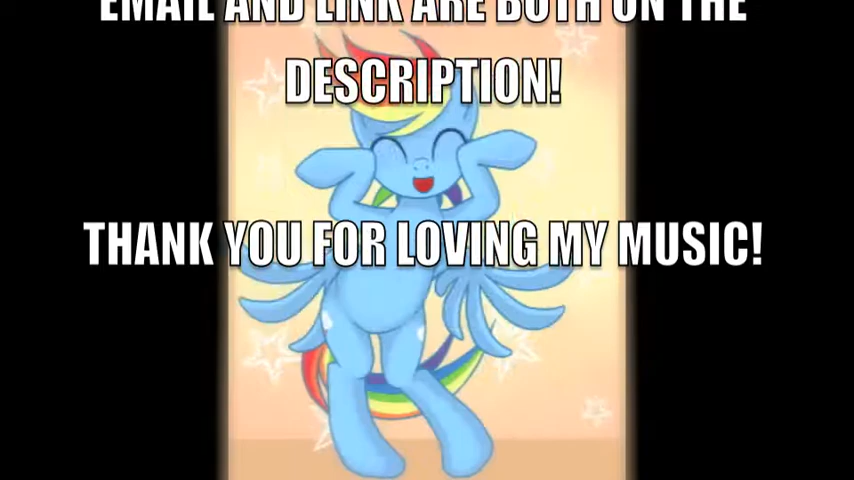 EMAIL AND LINK ARE BOTH ON THE
DESCRIPTION!
THANK YOU FOR LOVING MY MUSIC!